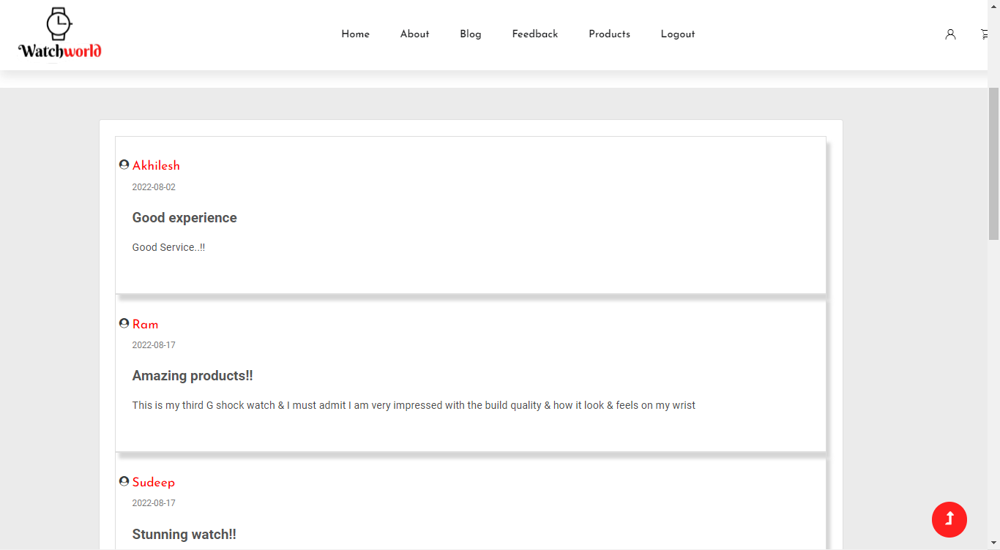 Watchworld
Home About Blog Feedback Products Logout
Akhilesh
2022-08-02
Good experience
Good Service..!!
Ram
2022-08-17
Amazing products!!
This is my third G shock watch & I must admit I am very impressed with the build quality & how it look & feels on my wrist
Sudeep
2022-08-17
Stunning watch!!